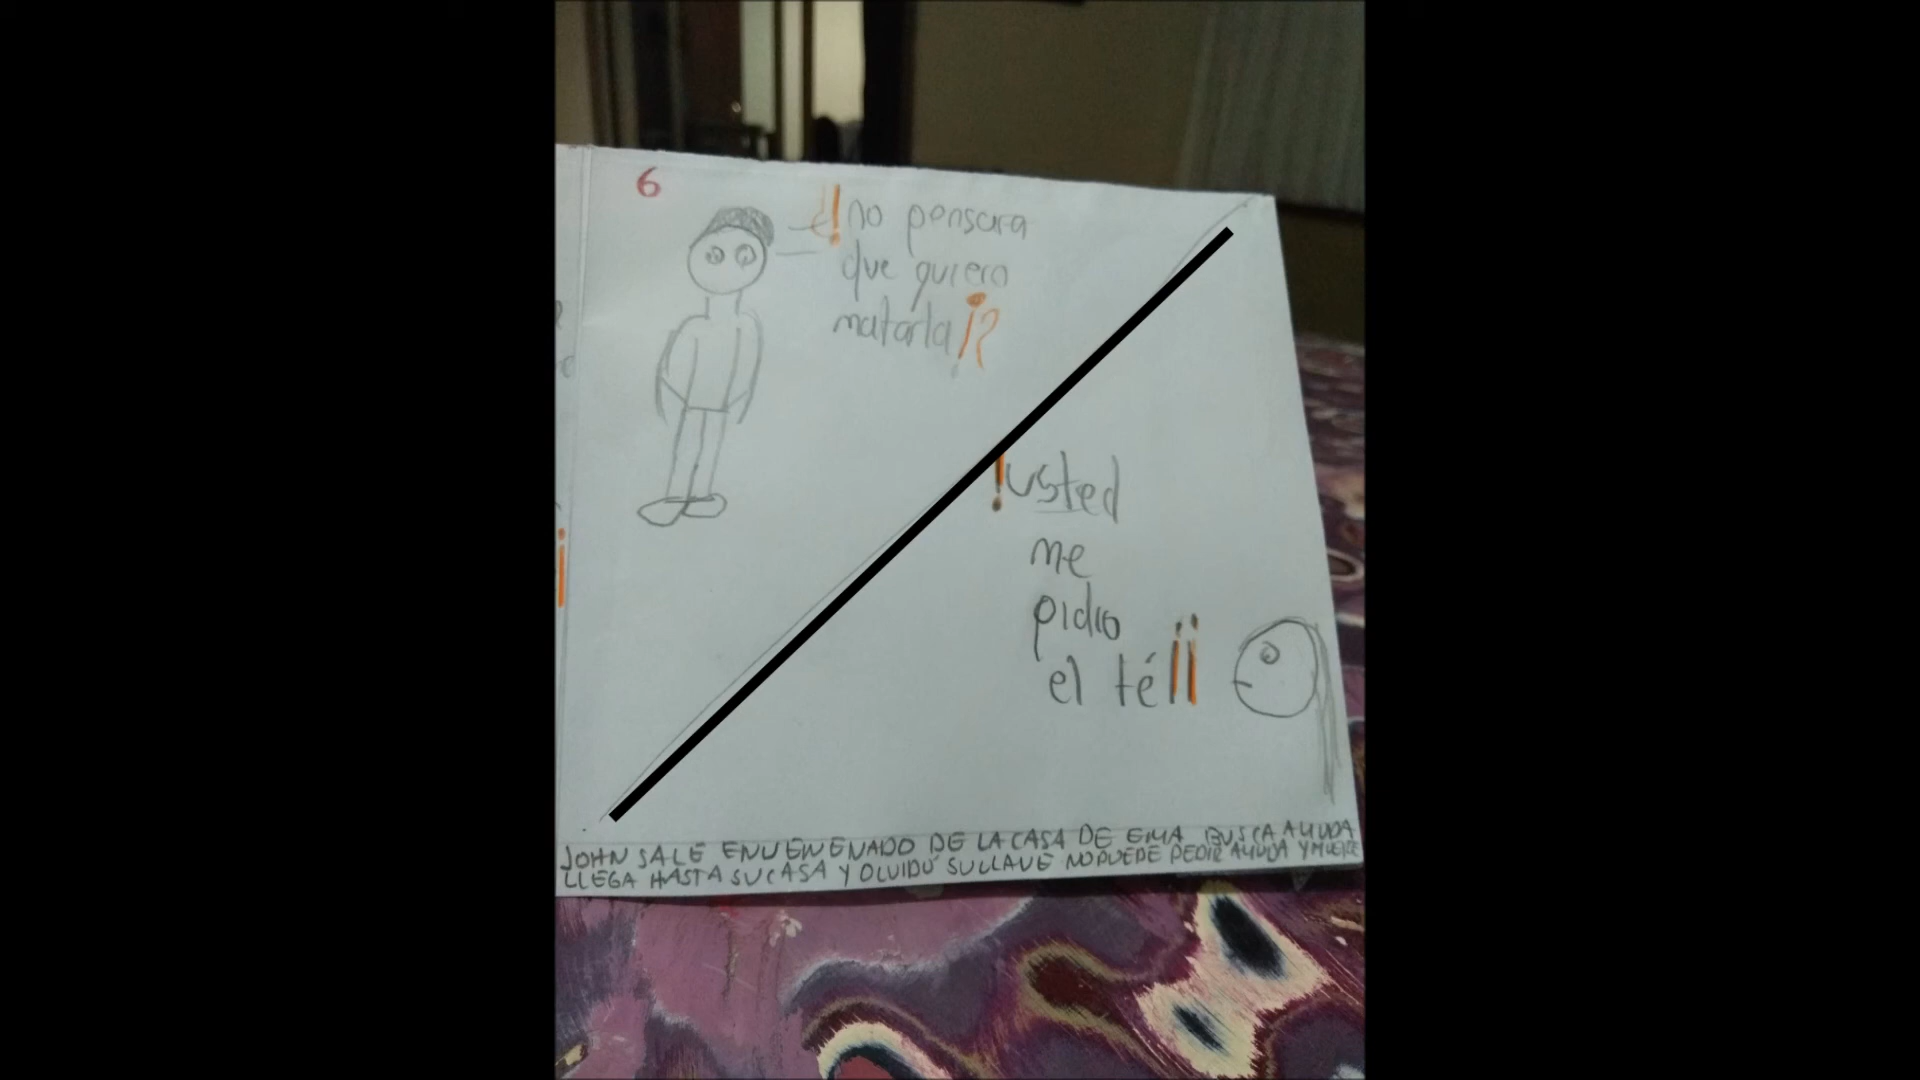 6
¿!no pensara
que quiero
matarla¡?
!usted
me
pidio
el té¡¡
JOHN SALE ENVENENADO DE LA CASA DE EMA BUSCA AYUDA
LLEGA HASTA SU CASA Y OLVIDÓ SU LLAVE NO PUEDE PEDIR AYUDA Y MUERE
¡